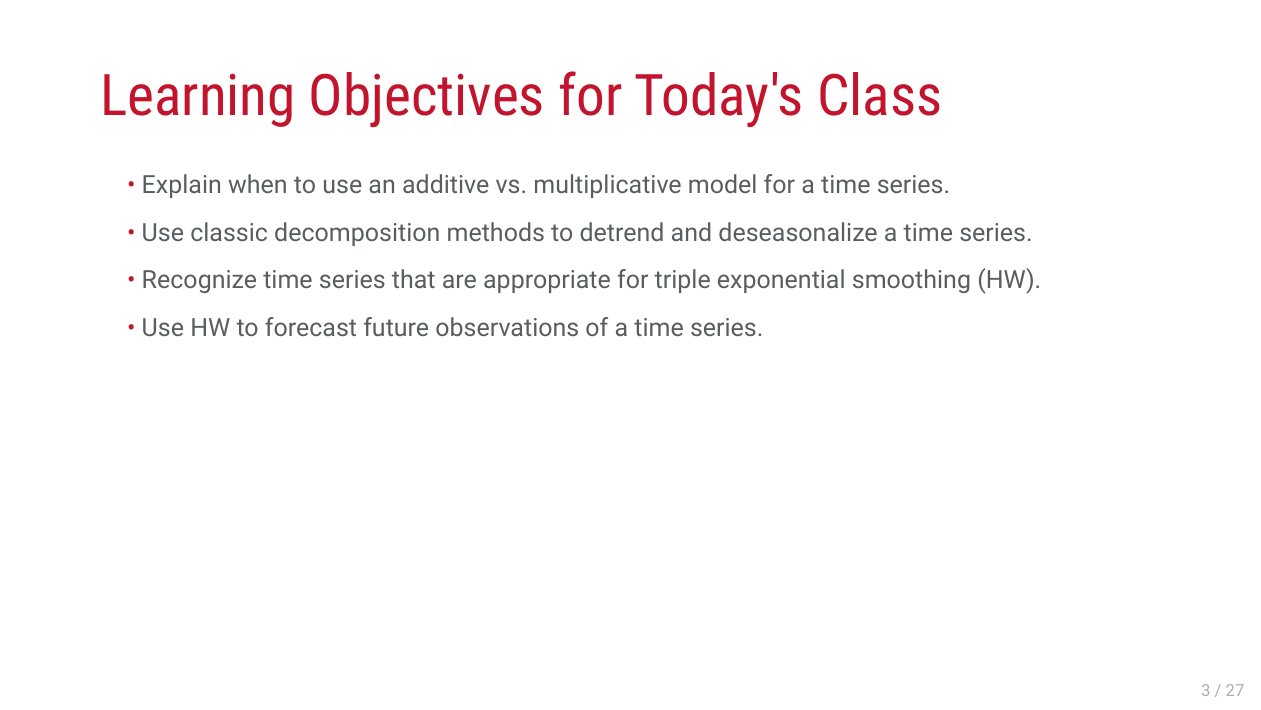 Learning Objectives for Today's Class
• Explain when to use an additive vs. multiplicative model for a time series.
• Use classic decomposition methods to detrend and deseasonalize a time series.
• Recognize time series that are appropriate for triple exponential smoothing (HW).
• Use HW to forecast future observations of a time series.
3 / 27